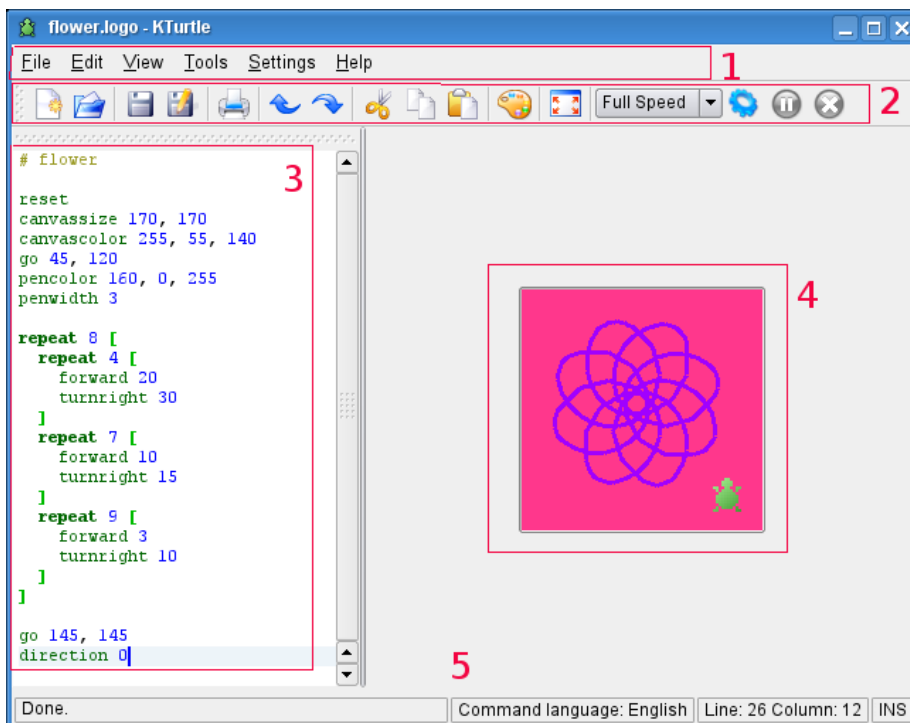 flower.logo - KTurtle
File Edit View Tools Settings Help
1
Full Speed
2
3
# flower
reset
canvassize 170, 170
canvascolor 255, 55, 140
go 45, 120
pencolor 160, 0, 255
penwidth 3
repeat 8 [
repeat 4 [
forward 20
turnright 30
]
repeat 7 [
forward 10
turnright 15
]
repeat 9 [
forward 3
turnright 10
]
]
go 145, 145
direction 0
4
5
Done.
Command language: English
Line: 26 Column: 12
INS